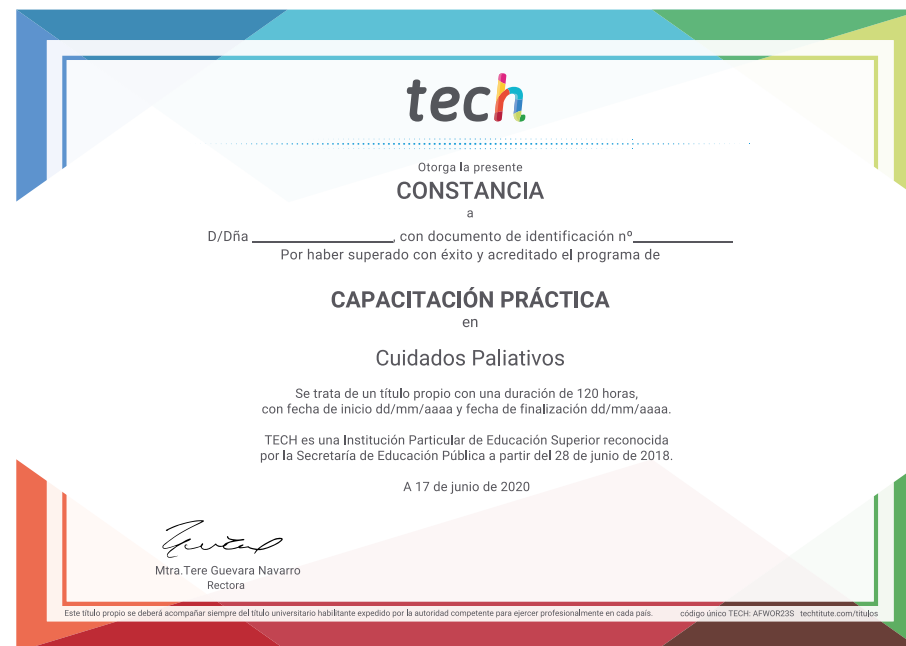 tech
Otorga la presente
CONSTANCIA
a
D/Dña ______________, con documento de identificación nº__________
Por haber superado con éxito y acreditado el programa de
CAPACITACIÓN PRÁCTICA
en
Cuidados Paliativos
Se trata de un título propio con una duración de 120 horas,
con fecha de inicio dd/mm/aaaa y fecha de finalización dd/mm/aaaa.
TECH es una Institución Particular de Educación Superior reconocida
por la Secretaría de Educación Pública a partir del 28 de junio de 2018.
A 17 de junio de 2020
Mtra.Tere Guevara Navarro
Rectora
Este título propio se deberá acompañar siempre del título universitario habilitante expedido por la autoridad competente para ejercer profesionalmente en cada país. código único TECH: AFWOR23S techtitute.com/titulos